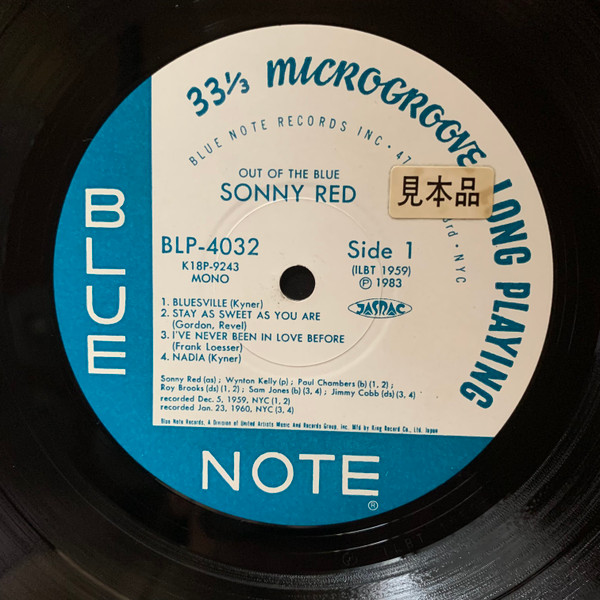 33⅓ MICROGROOVE LONG PLAYING
BLUE NOTE RECORDS INC • 47
rd • NYC
OUT OF THE BLUE
SONNY RED
見本品
BLP-4032
Side 1
K18P-9243
(ILBT 1959)
MONO
Ⓟ 1983
JASRAC
1. BLUESVILLE (Kyner)
2. STAY AS SWEET AS YOU ARE
(Gordon, Revel)
3. I'VE NEVER BEEN IN LOVE BEFORE
(Frank Loesser)
4. NADIA (Kyner)
Sonny Red (as) ; Wynton Kelly (p) ; Paul Chambers (b) (1, 2) ;
Roy Brooks (ds) (1, 2) ; Sam Jones (b) (3, 4) ; Jimmy Cobb (ds) (3, 4)
recorded Dec. 5, 1959, NYC (1, 2)
recorded Jan. 23, 1960, NYC (3, 4)
Blue Note Records, A Division of United Artists Music And Records Group, Inc. Mfd by King Record Co., Ltd. Japan
BLUE
NOTE
®